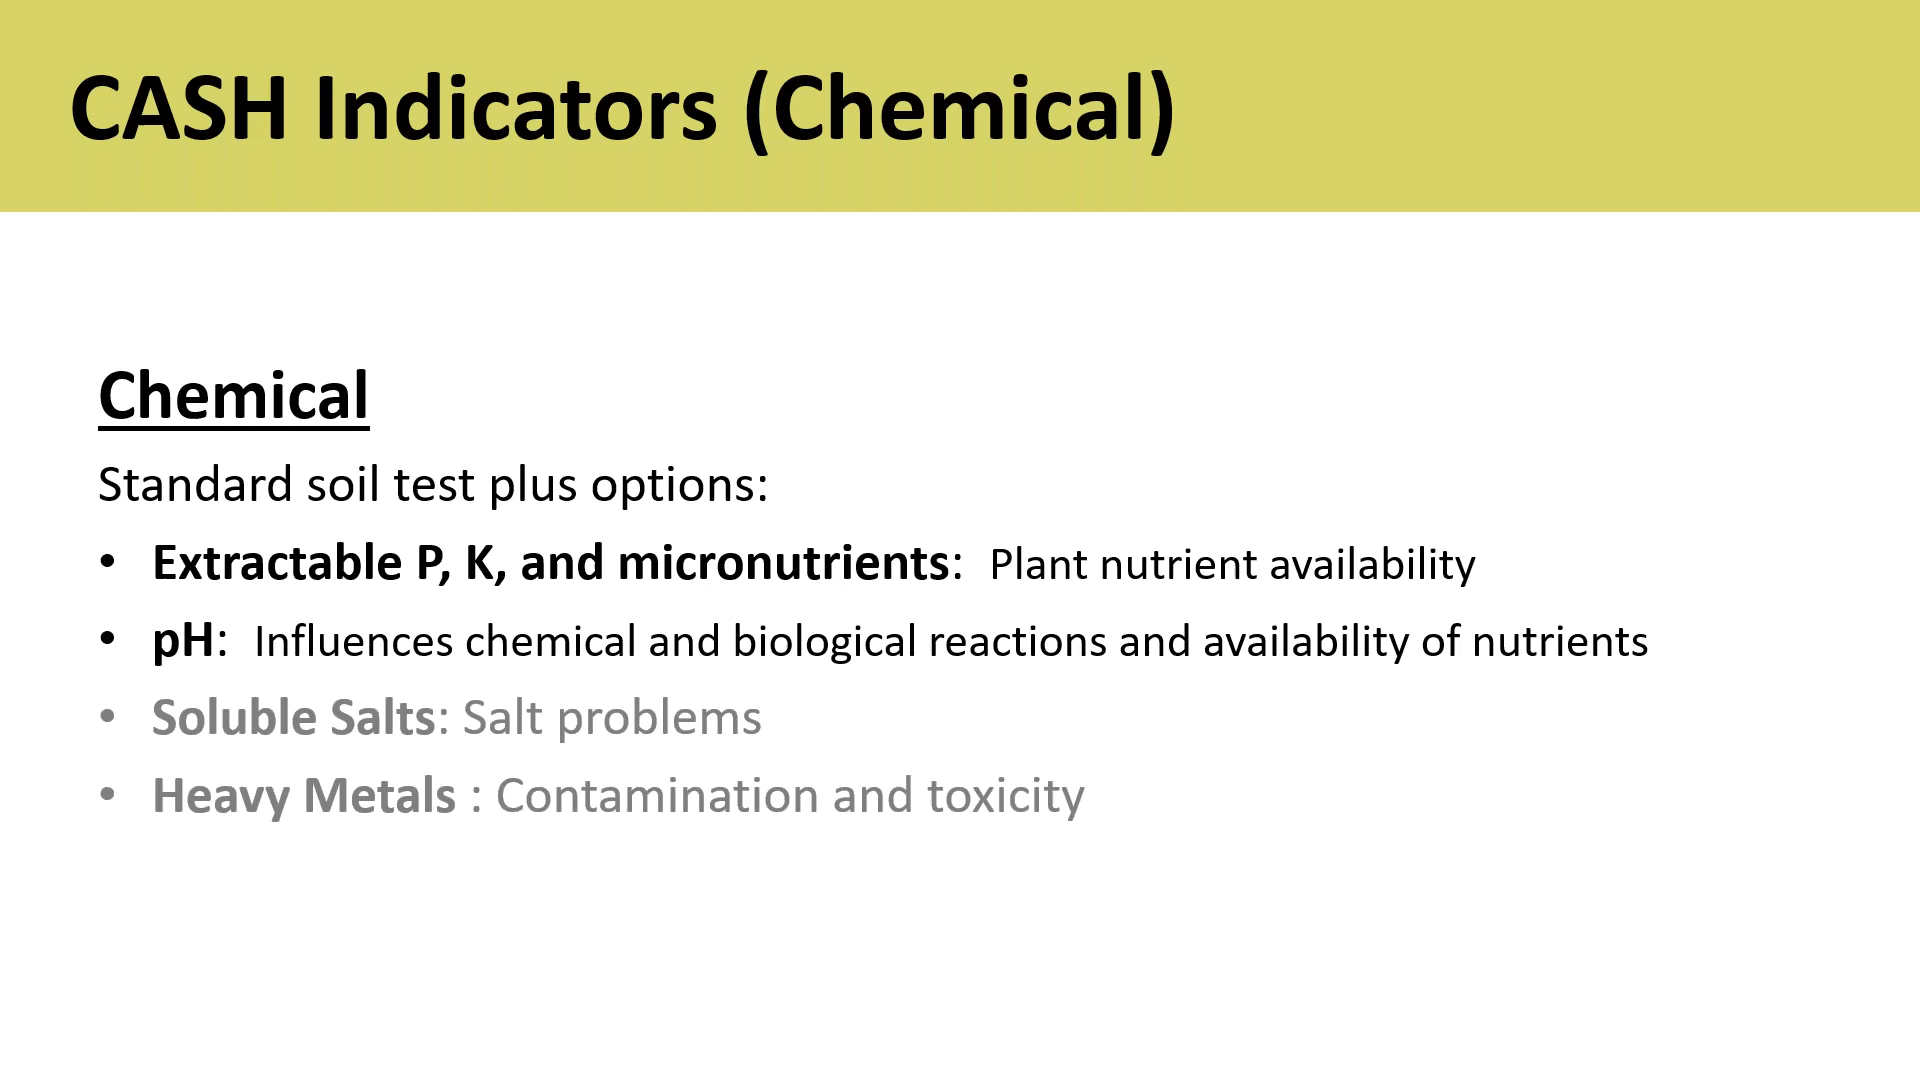 CASH Indicators (Chemical)
Chemical
Standard soil test plus options:
• Extractable P, K, and micronutrients: Plant nutrient availability
• pH: Influences chemical and biological reactions and availability of nutrients
• Soluble Salts: Salt problems
• Heavy Metals : Contamination and toxicity